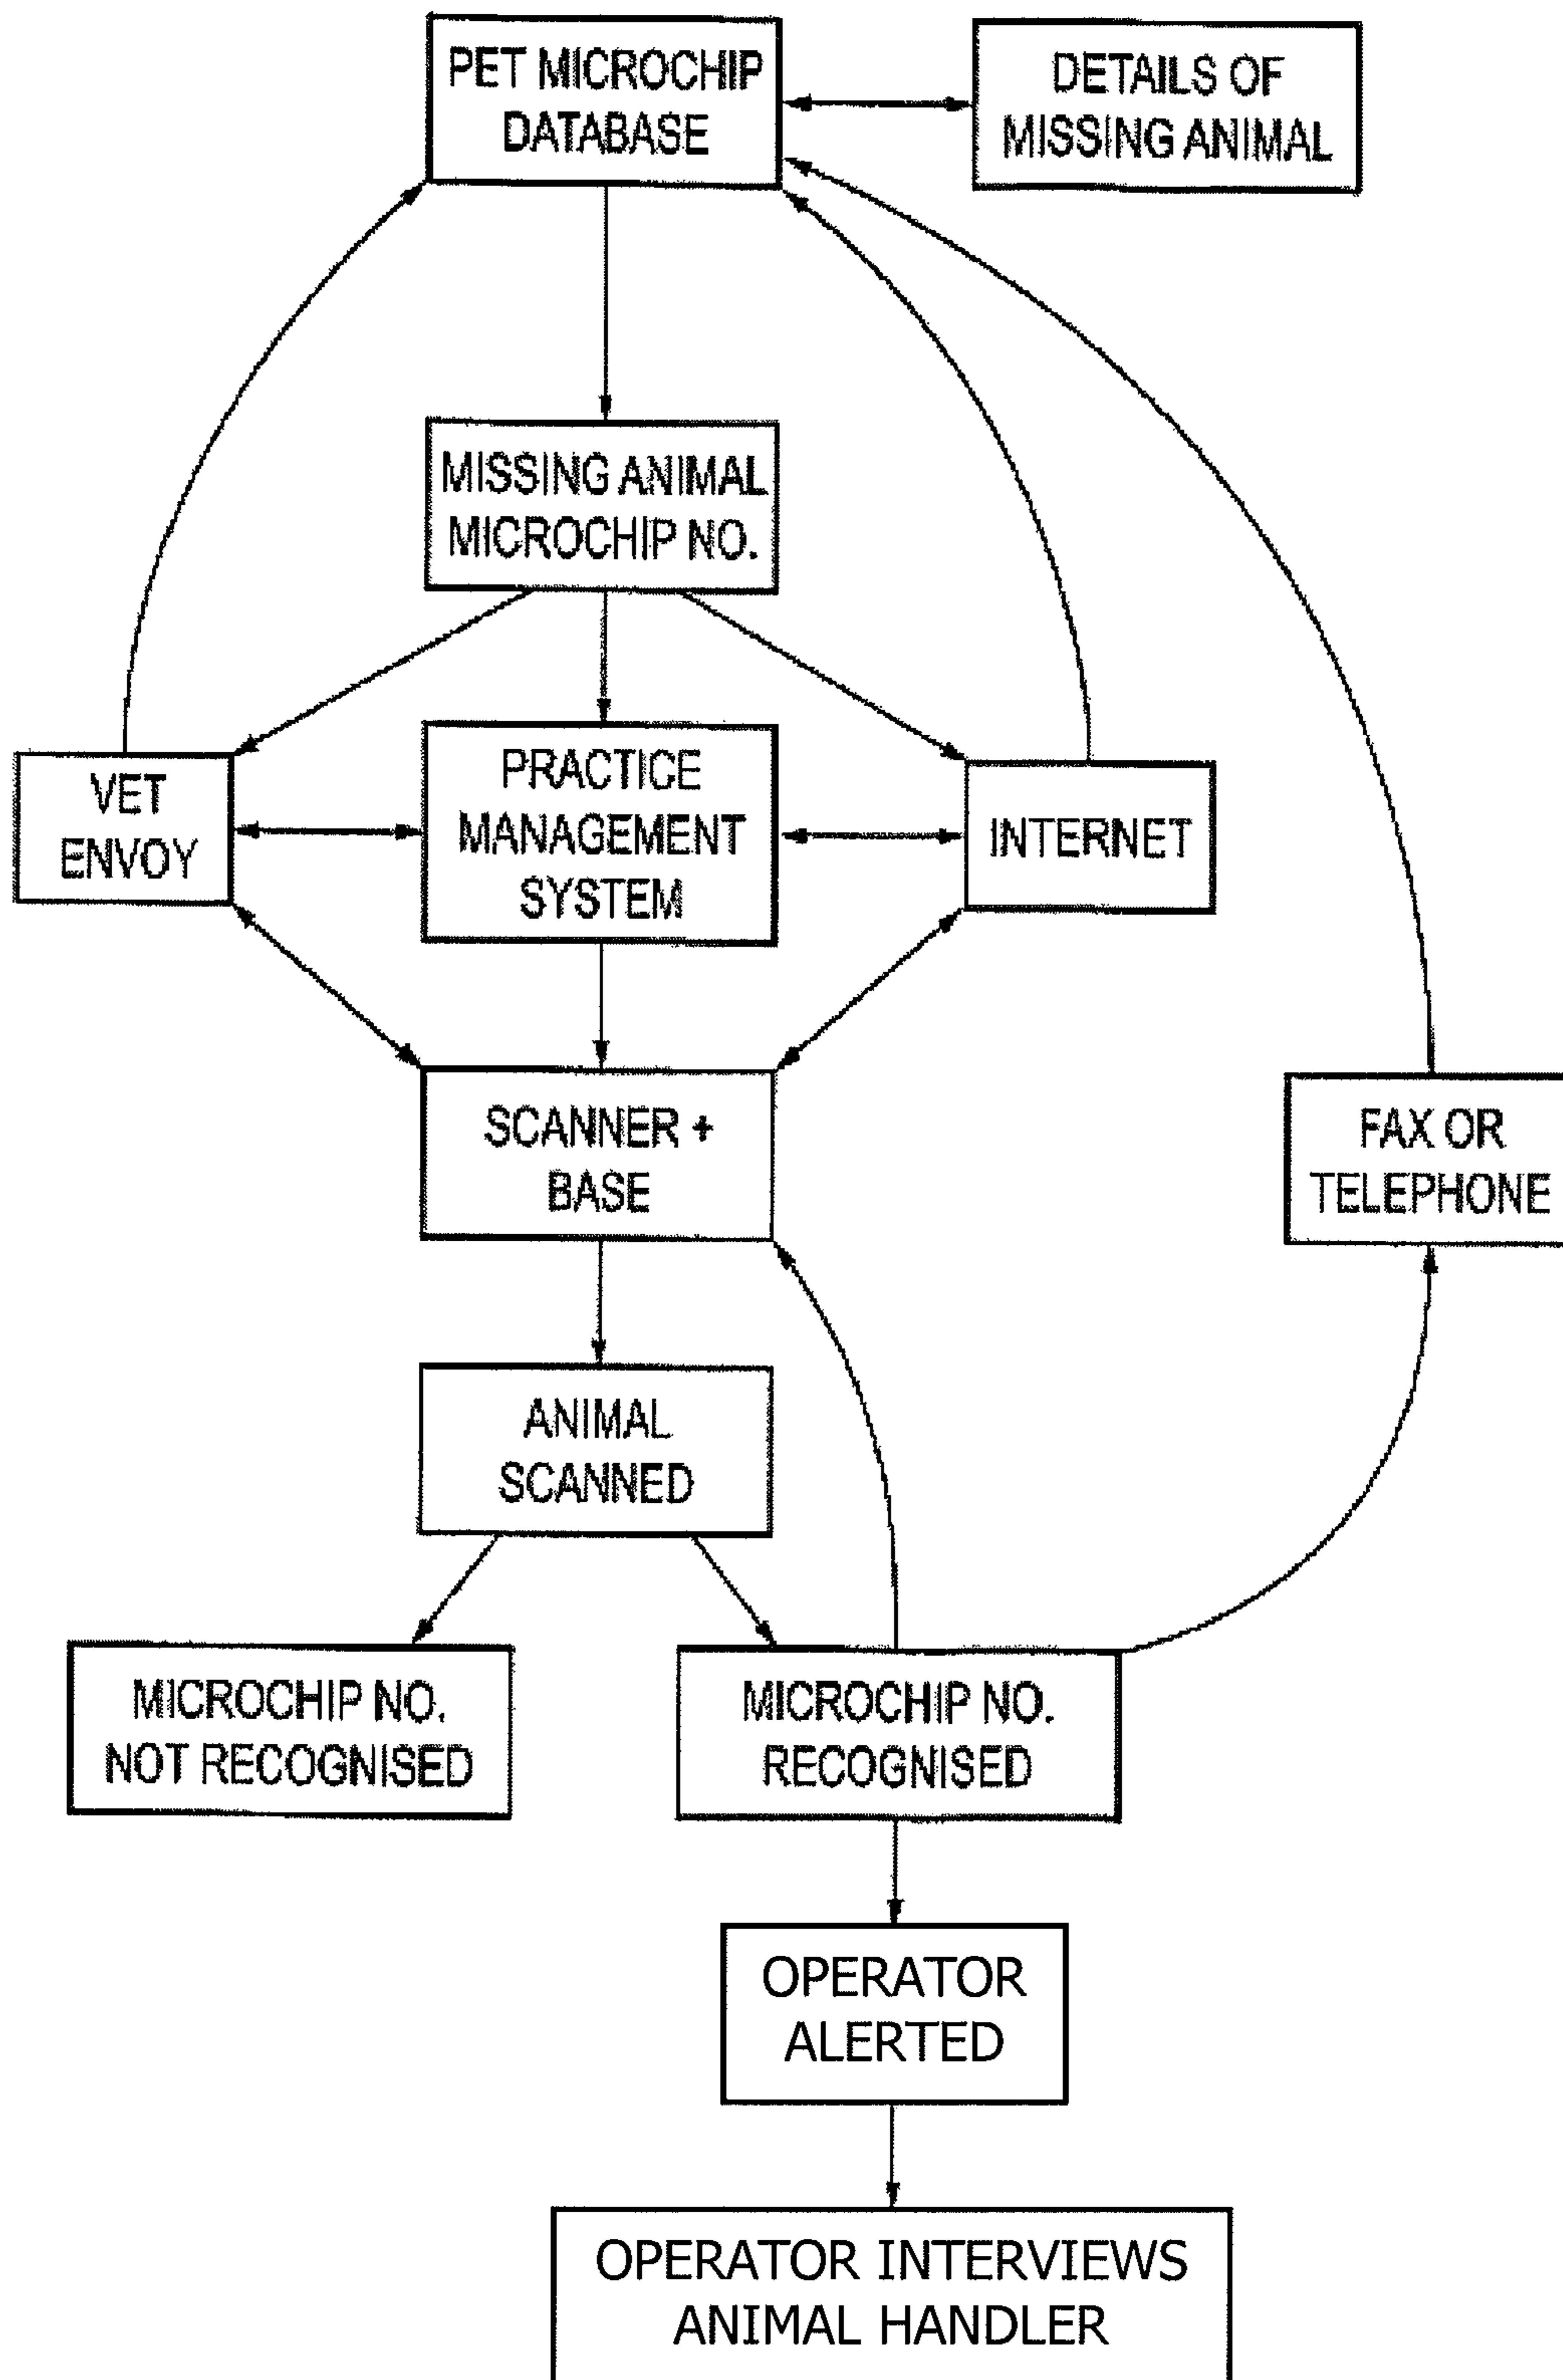 PET MICROCHIP
DATABASE
DETAILS OF
MISSING ANIMAL
MISSING ANIMAL
MICROCHIP NO.
VET
ENVOY
PRACTICE
MANAGEMENT
SYSTEM
INTERNET
SCANNER +
BASE
FAX OR
TELEPHONE
ANIMAL
SCANNED
MICROCHIP NO.
NOT RECOGNISED
MICROCHIP NO.
RECOGNISED
OPERATOR
ALERTED
OPERATOR INTERVIEWS
ANIMAL HANDLER